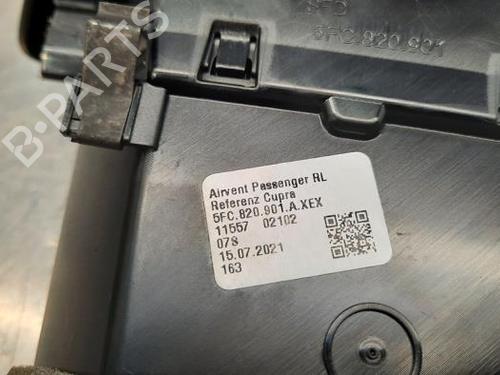 5FC.820.901
B-PARTS
Airvent Passenger RL
Referenz Cupra
5FC.820.901.A.XEX
11557 02102
078
15.07.2021
163